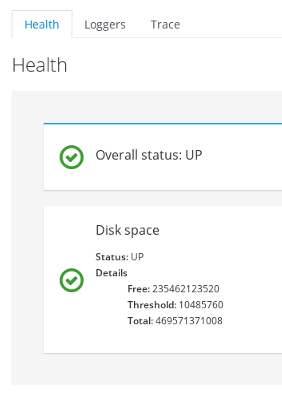 Health Loggers Trace
Health
Overall status: UP
Disk space
Status: UP
Details
Free: 235462123520
Threshold: 10485760
Total: 469571371008